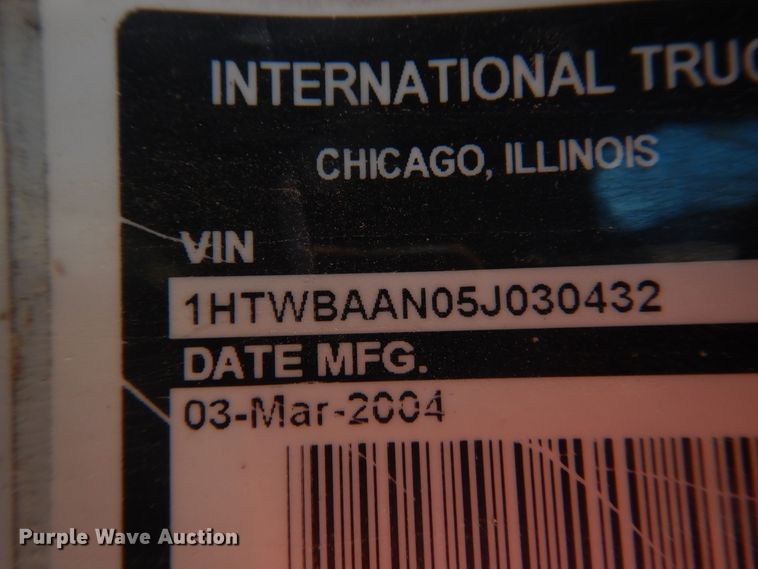 INTERNATIONAL TRUC
CHICAGO, ILLINOIS
VIN
1HTWBAAN05J030432
DATE MFG.
03-Mar-2004
Purple Wave Auction